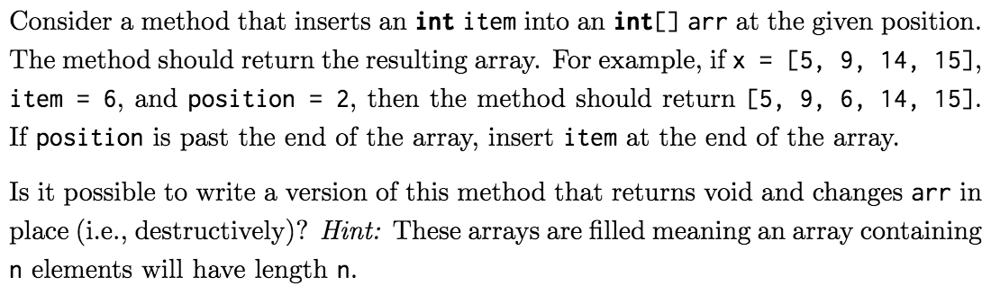 Consider a method that inserts an int item into an int[] arr at the given position.
The method should return the resulting array. For example, if x = [5, 9, 14, 15],
item = 6, and position = 2, then the method should return [5, 9, 6, 14, 15].
If position is past the end of the array, insert item at the end of the array.
Is it possible to write a version of this method that returns void and changes arr in
place (i.e., destructively)? Hint: These arrays are filled meaning an array containing
n elements will have length n.